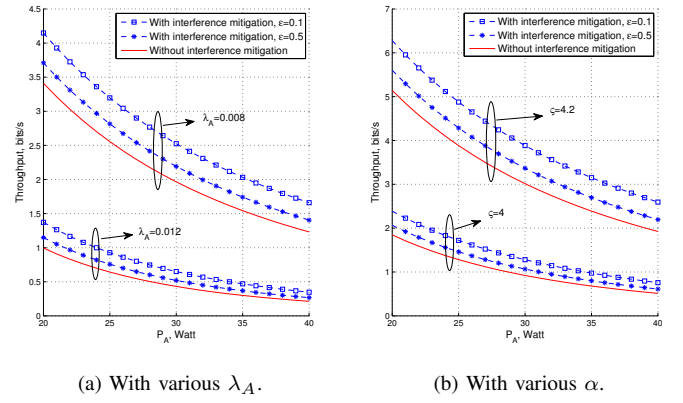 With interference mitigation, ε=0.1
With interference mitigation, ε=0.5
Without interference mitigation
Throughput, bits/s
4.5
4
3.5
3
2.5
2
1.5
1
0.5
0
λA=0.008
λA=0.012
20 25 30 35 40
PA, Watt
(a) With various λA.
With interference mitigation, ε=0.1
With interference mitigation, ε=0.5
Without interference mitigation
Throughput, bits/s
7
6
5
4
3
2
1
0
ς=4.2
ς=4
20 25 30 35 40
PA, Watt
(b) With various α.